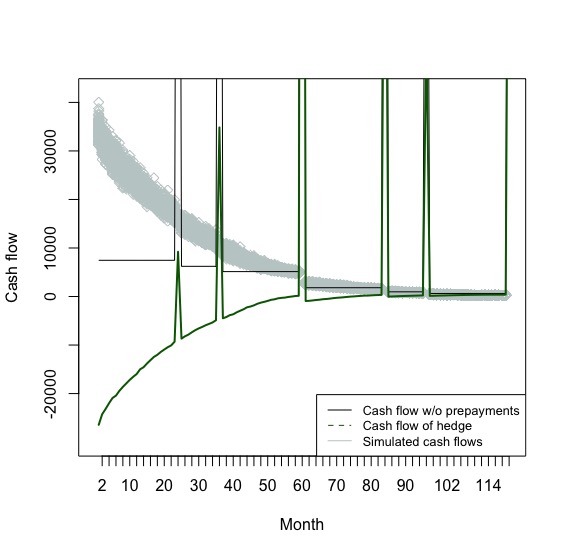 Cash flow
30000
10000
0
-20000
2 10 20 30 40 50 60 70 80 90 102 114
Month
Cash flow w/o prepayments
Cash flow of hedge
Simulated cash flows